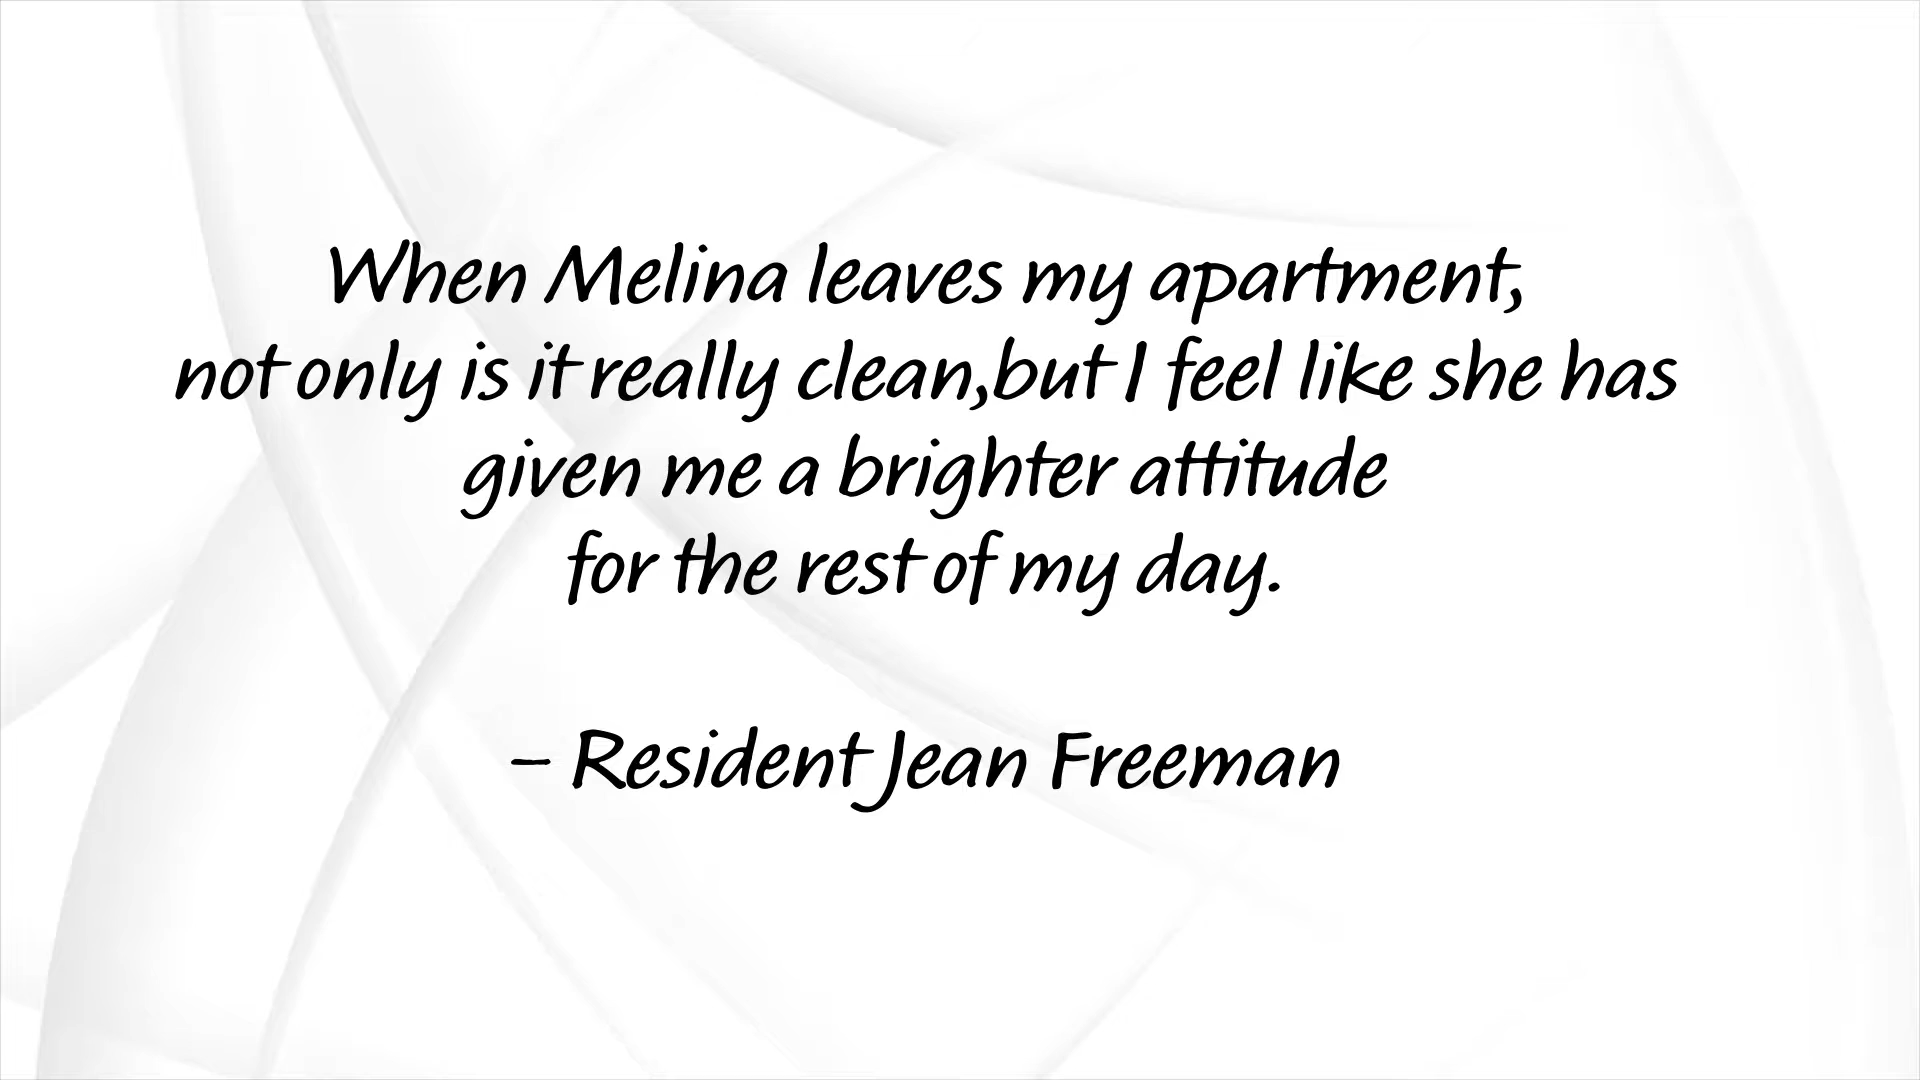 When Melina leaves my apartment,
not only is it really clean,but I feel like she has
given me a brighter attitude
for the rest of my day.
– Resident Jean Freeman